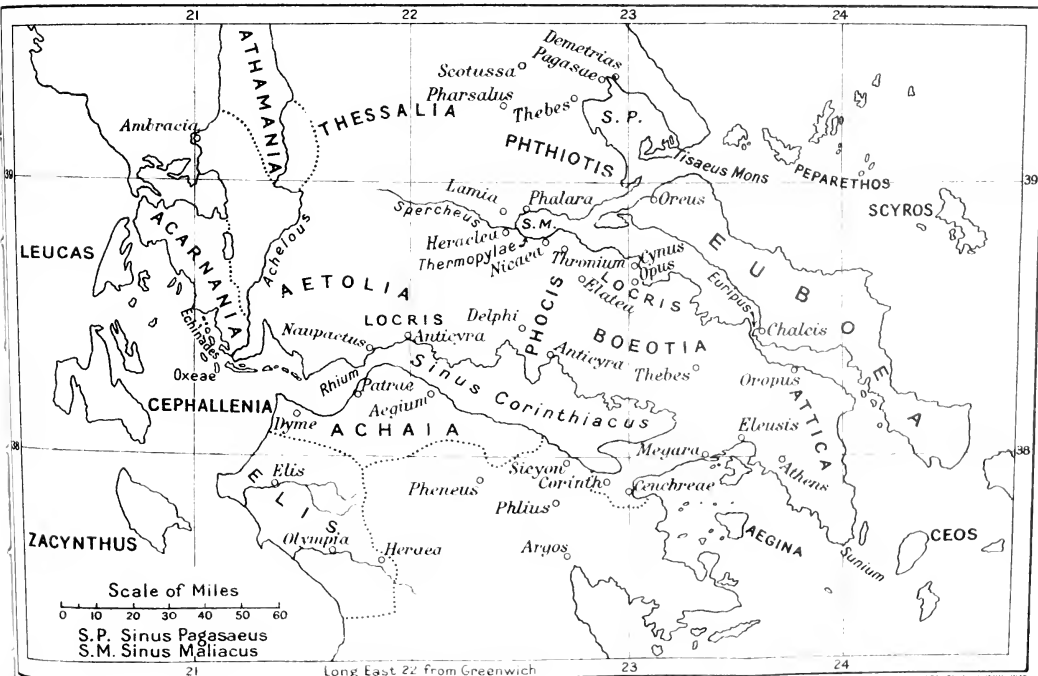 21 22 23 24
ATHAMANIA
Demetrias
Pagasae
Scotussa
Pharsalus
Thebes
S.P.
THESSALIA
Ambracia
PHTHIOTIS
Tisaeus Mons
PEPARETHOS
39 39
Lamia
Phalara
Oreus
SCYROS
Spercheus
S.M.
ACARNANIA
LEUCAS
Achelous
Heraclea
Thermopylae
Nicaea
Thronium
Cynus
Opus
EUBOEA
Elatea
LOCRIS
Euripus
AETOLIA
LOCRIS
Delphi
PHOCIS
Chalcis
Echinades
Naupactus
Anticyra
BOEOTIA
Anticyra
Oxeae
Rhium
Sinus Corinthiacus
Thebes
Oropus
Patrae
Aegium
CEPHALLENIA
ATTICA
Dyme
ACHAIA
Eleusis
38 38
Megara
Athens
Sicyon
Elis
Pheneus
Corinth
Cenchreae
ELIS.
Phlius
ZACYNTHUS
Olympia
Heraea
Argos
AEGINA
CEOS
Sunium
Scale of Miles
0 10 20 30 40 50 60
S.P. Sinus Pagasaeus
S.M. Sinus Maliacus
21 23 24
Long East 22 from Greenwich